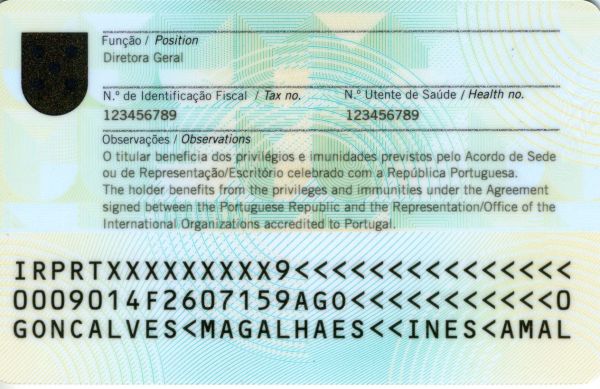 Função / Position
Diretora Geral
N.º de Identificação Fiscal / Tax no. N.º Utente de Saúde / Health no.
123456789 123456789
Observações / Observations
O titular beneficia dos privilégios e imunidades previstos pelo Acordo de Sede
ou de Representação/Escritório celebrado com a República Portuguesa.
The holder benefits from the privileges and immunities under the Agreement
signed between the Portuguese Republic and the Representation/Office of the
International Organizations accredited to Portugal.
IRPRTXXXXXXXXX9<<<<<<<<<<<<<<<
0009014F2607159AGO<<<<<<<<<<<0
GONCALVES<MAGALHAES<<INES<AMAL